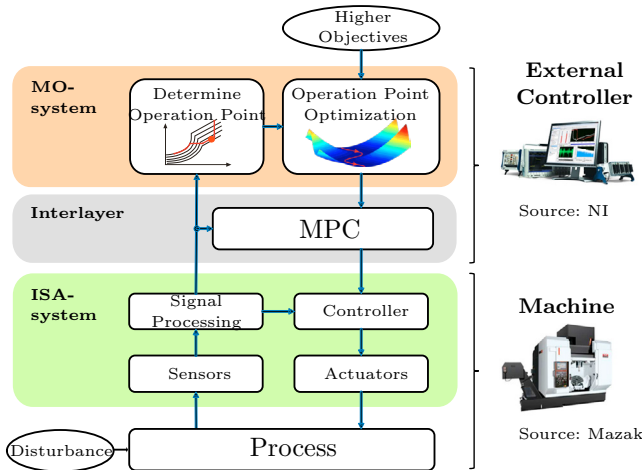 Higher
Objectives
MO-
system
Determine
Operation Point
Operation Point
Optimization
External
Controller
Source: NI
Interlayer
MPC
ISA-
system
Signal
Processing
Controller
Machine
Sensors
Actuators
Source: Mazak
Disturbance
Process